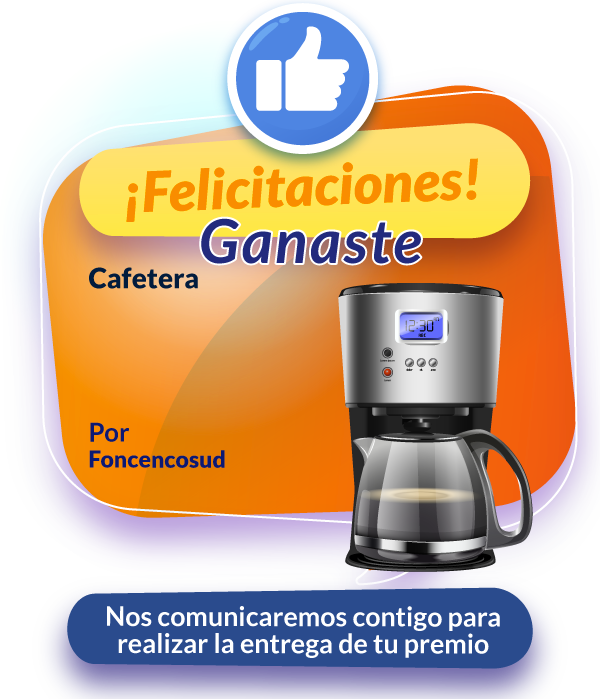 ¡Felicitaciones!
Ganaste
Cafetera
12:30
Por
Foncencosud
Nos comunicaremos contigo para
realizar la entrega de tu premio